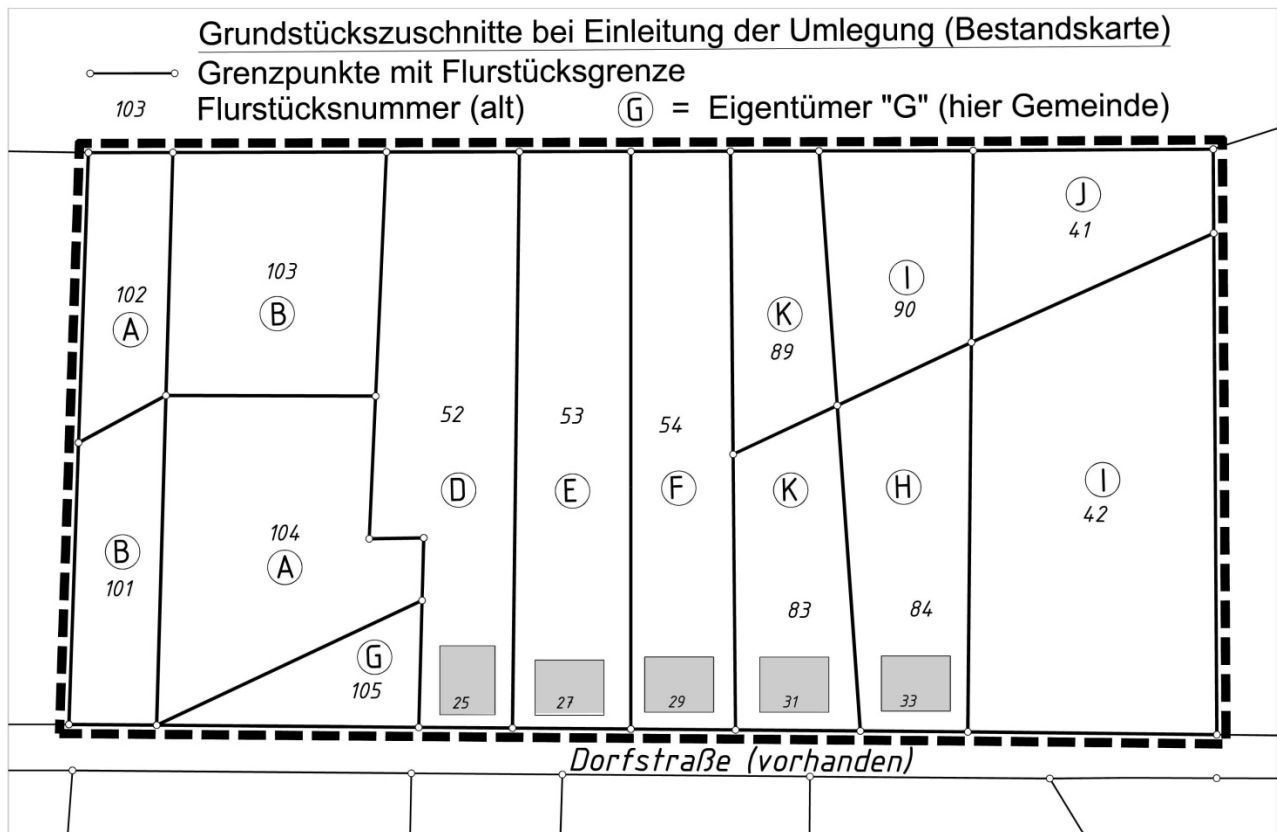 Grundstückszuschnitte bei Einleitung der Umlegung (Bestandskarte)
Grenzpunkte mit Flurstücksgrenze
103 Flurstücksnummer (alt) G = Eigentümer "G" (hier Gemeinde)
J
41
103
B
102
A
I
90
K
89
52
53
54
D
E
F
K
H
I
42
104
A
B
101
83
84
G
105
25
27
29
31
33
Dorfstraße (vorhanden)